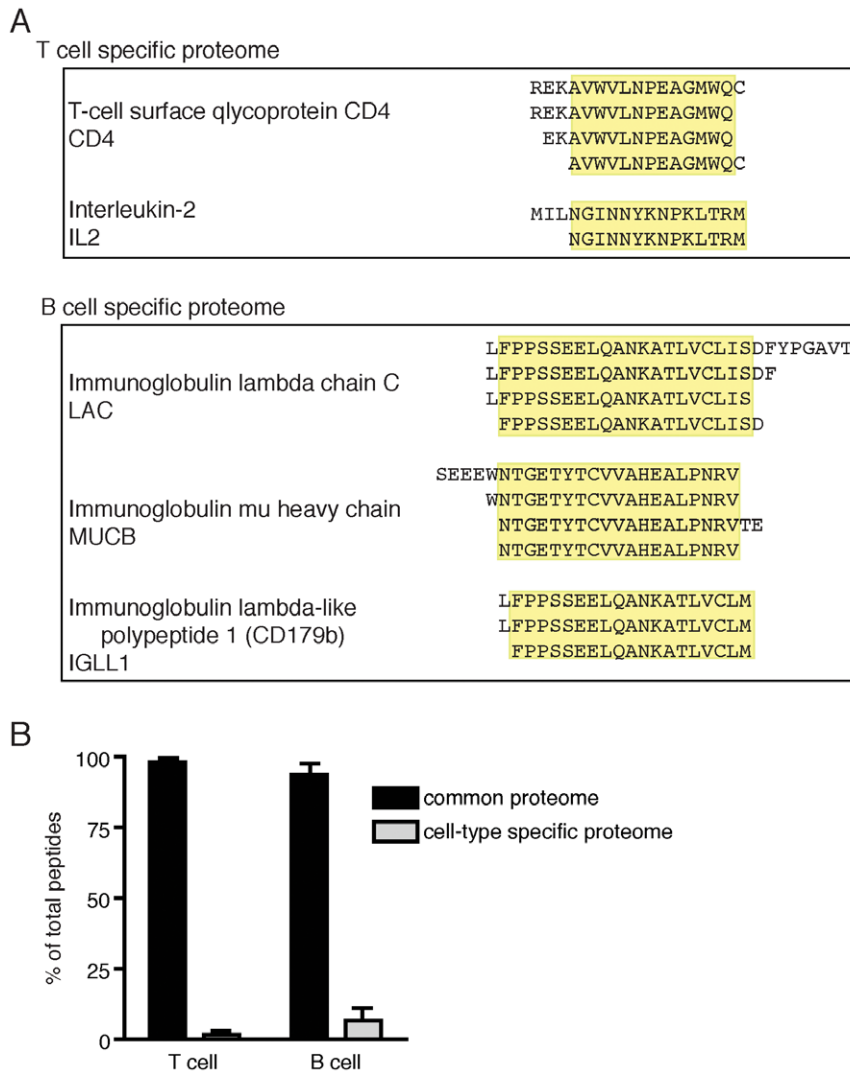 A
T cell specific proteome
T-cell surface qlycoprotein CD4
CD4
REKAVWVLNPEAGMWQC
REKAVWVLNPEAGMWQ
EKAVWVLNPEAGMWQ
AVWVLNPEAGMWQC
Interleukin-2
IL2
MILNGINNYKNPKLTRM
NGINNYKNPKLTRM
B cell specific proteome
Immunoglobulin lambda chain C
LAC
LFPPSSEELQANKATLVCLISDFYPGAVT
LFPPSSEELQANKATLVCLISDF
LFPPSSEELQANKATLVCLIS
FPPSSEELQANKATLVCLISD
Immunoglobulin mu heavy chain
MUCB
SEEEWNTGETYTCVVAHEALPNRV
WNTGETYTCVVAHEALPNRV
NTGETYTCVVAHEALPNRVTE
NTGETYTCVVAHEALPNRV
Immunoglobulin lambda-like
polypeptide 1 (CD179b)
IGLL1
LFPPSSEELQANKATLVCLM
LFPPSSEELQANKATLVCLM
FPPSSEELQANKATLVCLM
B
% of total peptides
100
75
50
25
0
T cell
B cell
common proteome
cell-type specific proteome